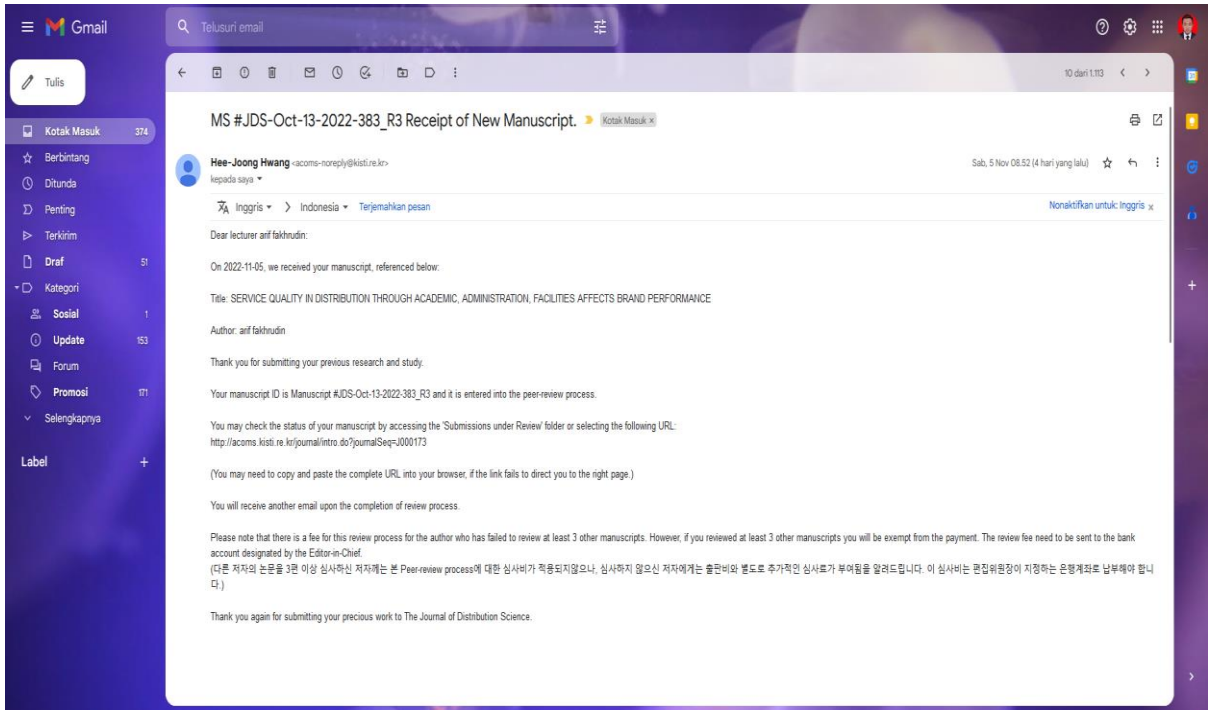 Gmail
Telusuri email
Tulis
10 dari 1.113
Kotak Masuk 374
Berbintang
Ditunda
Penting
Terkirim
Draf 51
Kategori
Sosial 1
Update 153
Forum
Promosi 171
Selengkapnya
Label
MS #JDS-Oct-13-2022-383_R3 Receipt of New Manuscript. Kotak Masuk x
Hee-Joong Hwang <acoms-noreply@kisti.re.kr> Sab, 5 Nov 08.52 (4 hari yang lalu)
kepada saya
Inggris > Indonesia Terjemahkan pesan Nonaktifkan untuk: Inggris x
Dear lecturer arif fakhrudin:
On 2022-11-05, we received your manuscript, referenced below:
Title: SERVICE QUALITY IN DISTRIBUTION THROUGH ACADEMIC, ADMINISTRATION, FACILITIES AFFECTS BRAND PERFORMANCE
Author: arif fakhrudin
Thank you for submitting your previous research and study.
Your manuscript ID is Manuscript #JDS-Oct-13-2022-383_R3 and it is entered into the peer-review process.
You may check the status of your manuscript by accessing the 'Submissions under Review' folder or selecting the following URL:
http://acoms.kisti.re.kr/journal/intro.do?journalSeq=J000173
(You may need to copy and paste the complete URL into your browser, if the link fails to direct you to the right page.)
You will receive another email upon the completion of review process.
Please note that there is a fee for this review process for the author who has failed to review at least 3 other manuscripts. However, if you reviewed at least 3 other manuscripts you will be exempt from the payment. The review fee need to be sent to the bank
account designated by the Editor-in-Chief.
(다른 저자의 논문을 3편 이상 심사하신 저자께는 본 Peer-review process에 대한 심사비가 적용되지않으나, 심사하지 않으신 저자에게는 출판비와 별도로 추가적인 심사료가 부여됨을 알려드립니다. 이 심사비는 편집위원장이 지정하는 은행계좌로 납부해야 합니
다.)
Thank you again for submitting your precious work to The Journal of Distribution Science.